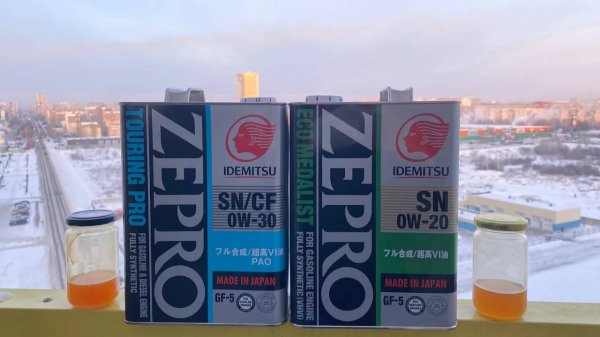 ZEPRO
TOURING PRO
FOR GASOLINE & DIESEL ENGINE
FULLY SYNTHETIC
IDEMITSU
SN/CF
0W-30
フル合成/超高VI油
PAO
MADE IN JAPAN
GF-5
ZEPRO
ECO MEDALIST
FOR GASOLINE ENGINE
FULLY SYNTHETIC (VHVI)
IDEMITSU
SN
0W-20
フル合成/超高VI油
MADE IN JAPAN
GF-5